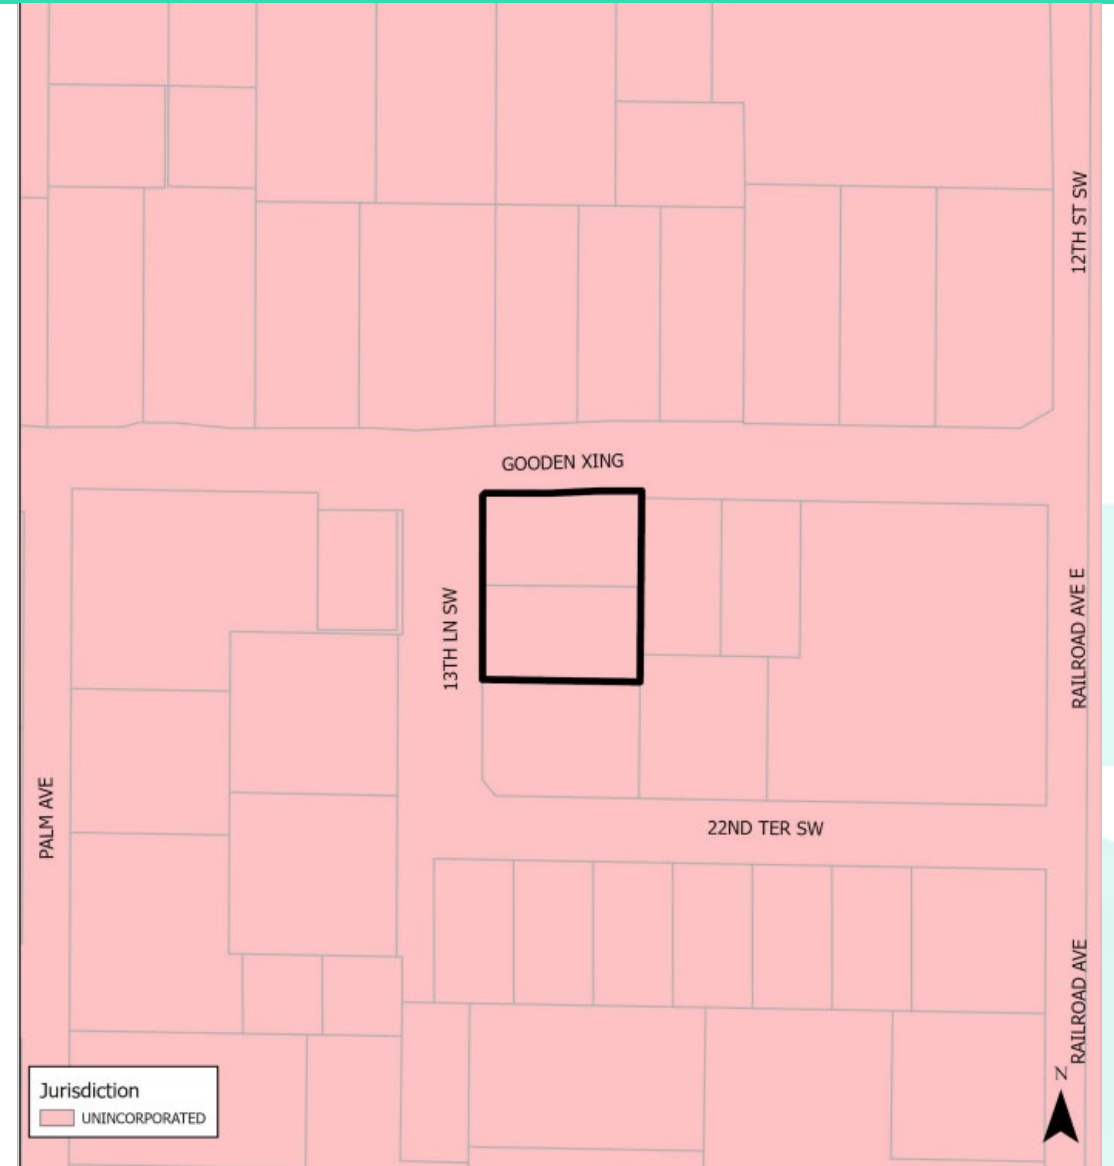 12TH ST SW
GOODEN XING
13TH LN SW
RAILROAD AVE E
PALM AVE
22ND TER SW
RAILROAD AVE
N
Jurisdiction
UNINCORPORATED